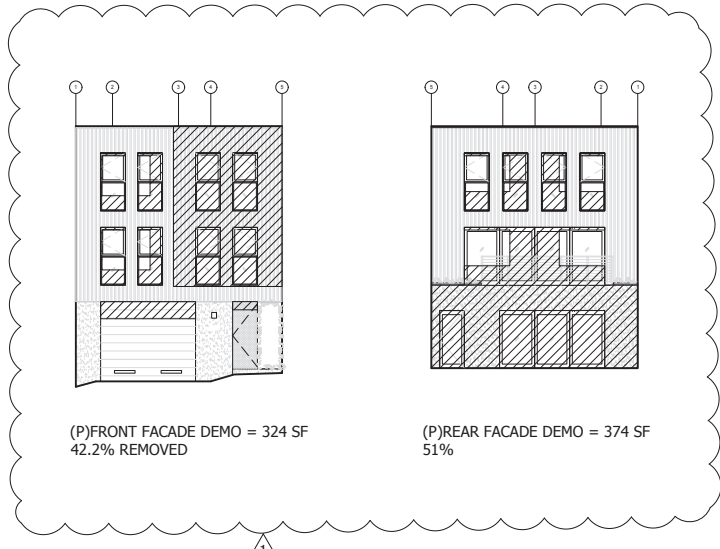 1 2 3 4 5
5 4 3 2 1
(P)FRONT FACADE DEMO = 324 SF
42.2% REMOVED
(P)REAR FACADE DEMO = 374 SF
51%
1